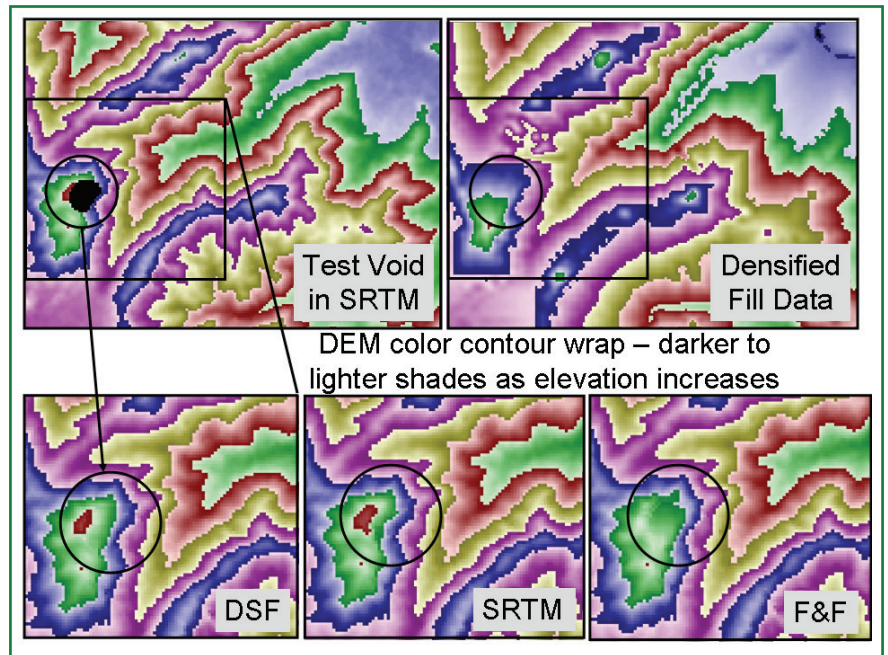 Test Void
in SRTM
Densified
Fill Data
DEM color contour wrap – darker to
lighter shades as elevation increases
DSF
SRTM
F&F